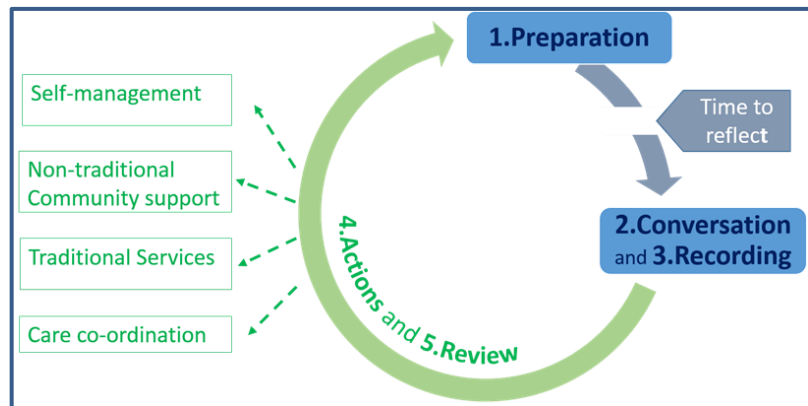 1.Preparation
Time to
reflect
2.Conversation
and 3.Recording
4.Actions and 5.Review
Self-management
Non-traditional
Community support
Traditional Services
Care co-ordination